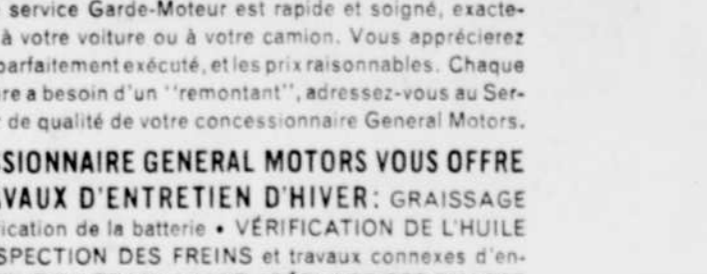 service Garde-Moteur est rapide et soigné, exacte-
à votre voiture ou à votre camion. Vous apprécierez
parfaitement exécuté, et les prix raisonnables. Chaque
re a besoin d'un "remontant", adressez-vous au Ser-
de qualité de votre concessionnaire General Motors.
SSIONNAIRE GENERAL MOTORS VOUS OFFRE
AVAUX D'ENTRETIEN D'HIVER: GRAISSAGE
ication de la batterie • VÉRIFICATION DE L'HUILE
SPECTION DES FREINS et travaux connexes d'en-